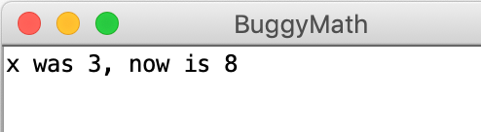 BuggyMath
x was 3, now is 8